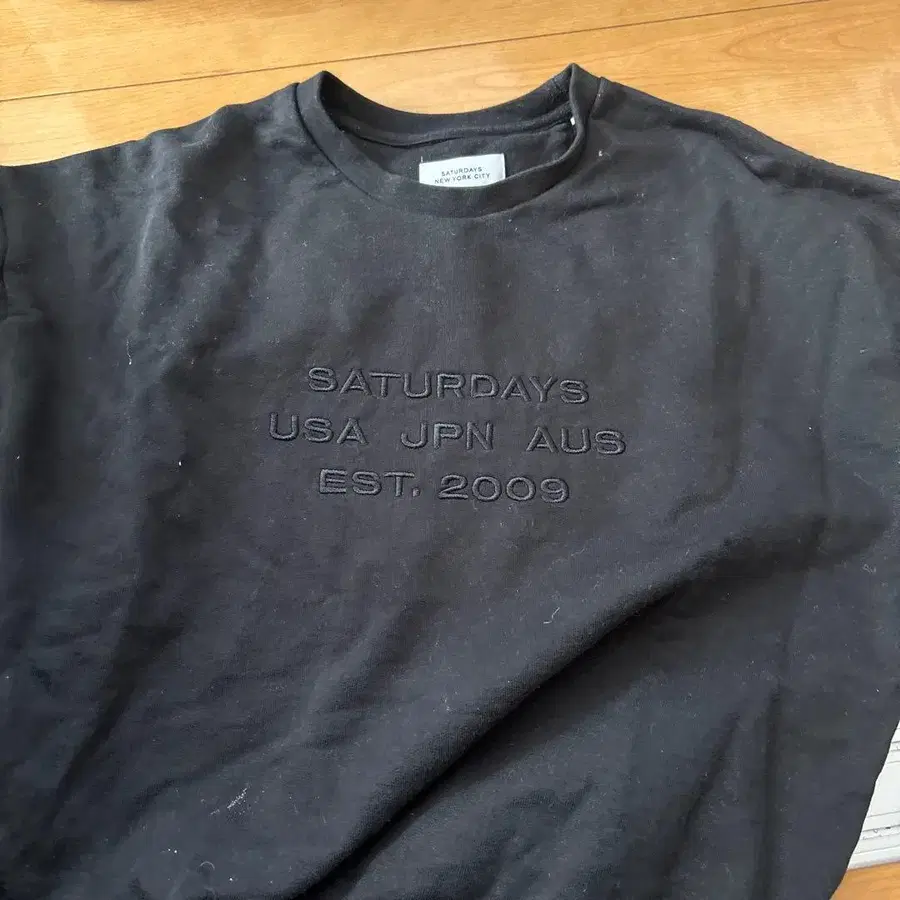 SATURDAYS
NEW YORK CITY
SATURDAYS
USA JPN AUS
EST. 2009